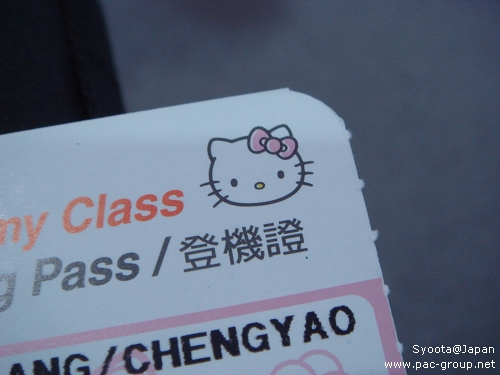 my Class
g Pass / 登機證
ANG/CHENGYAO
Syoota@Japan
www.pac-group.net